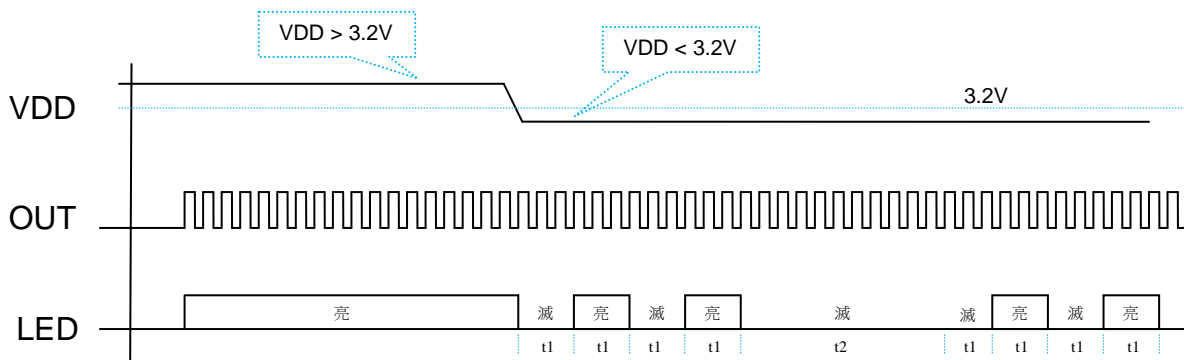 VDD > 3.2V
VDD < 3.2V
VDD
3.2V
OUT
LED
亮 滅 亮 滅 亮 滅 滅 亮 滅 亮
t1 t1 t1 t1 t2 t1 t1 t1 t1